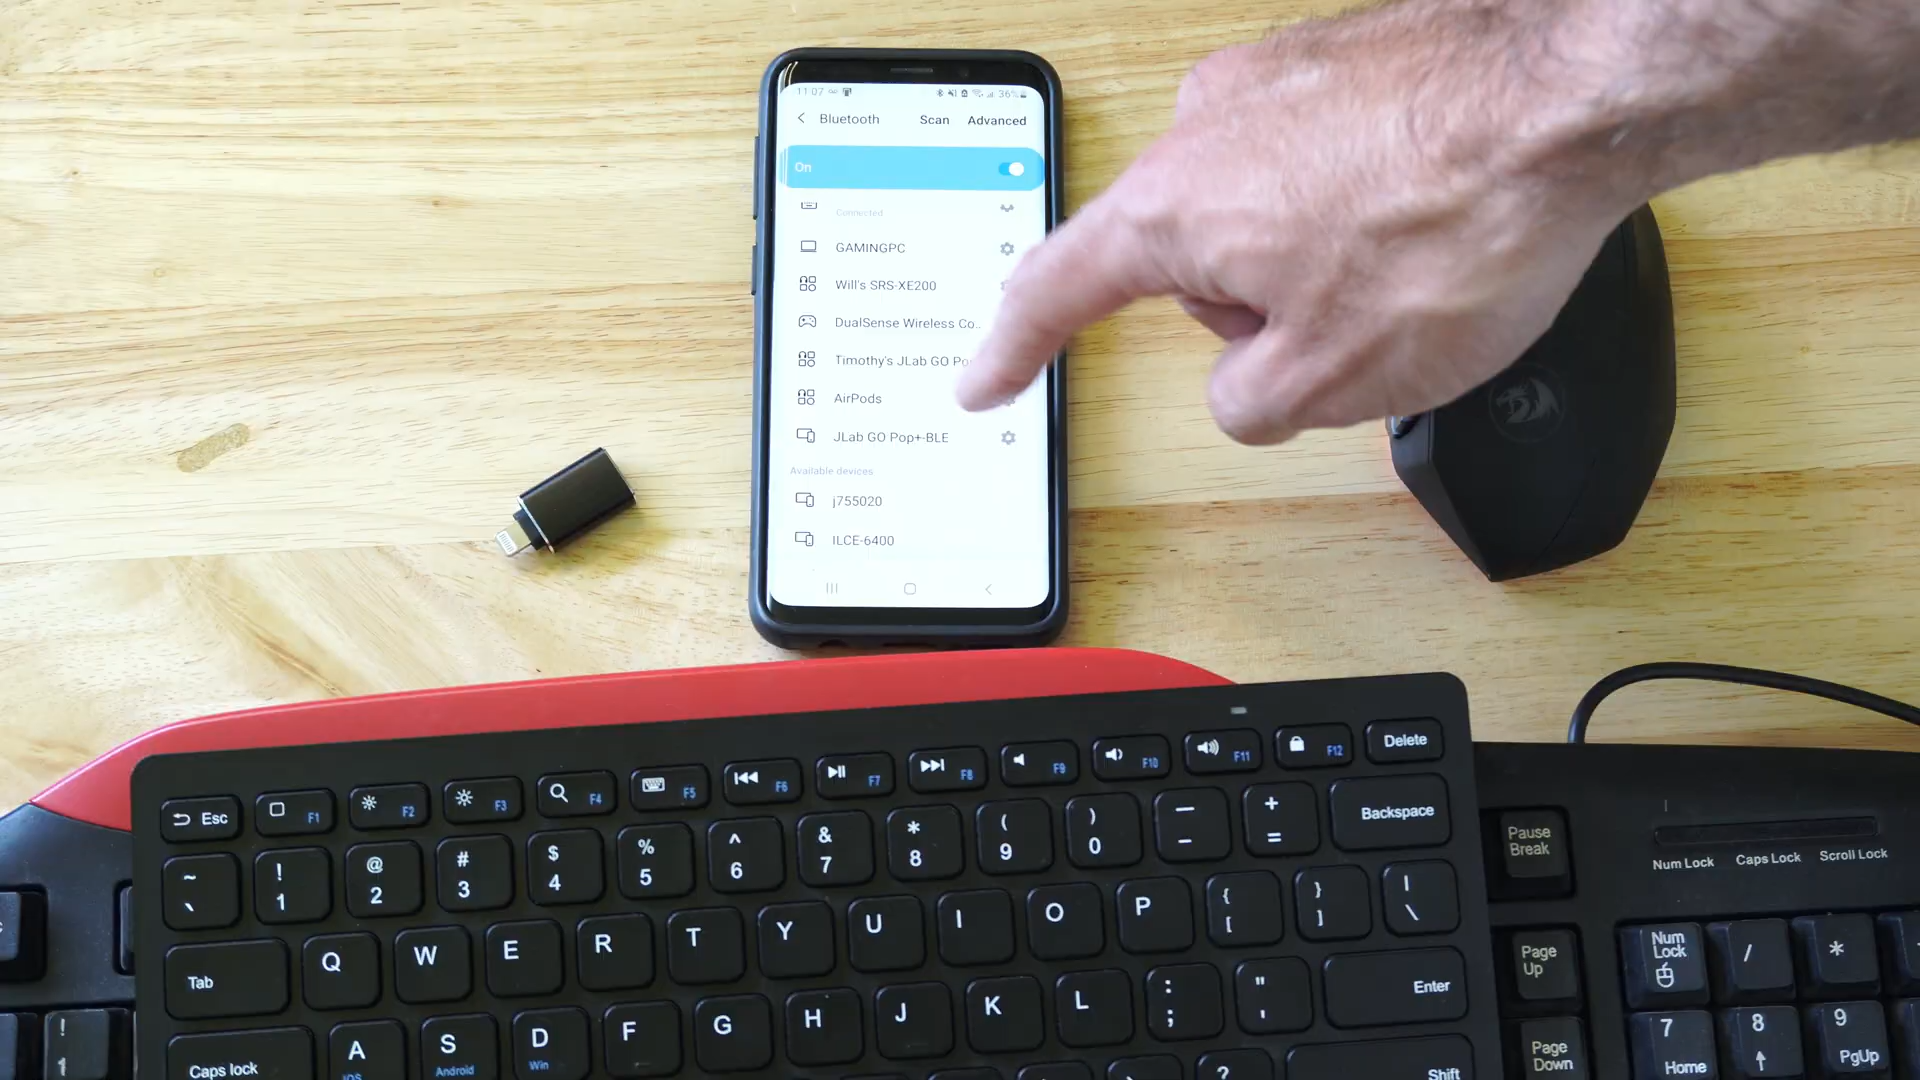 11:07 36%
Bluetooth Scan Advanced
On
Connected
GAMINGPC
Will's SRS-XE200
DualSense Wireless Co..
Timothy's JLab GO Po
AirPods
JLab GO Pop+-BLE
Available devices
j755020
ILCE-6400
Esc F1 F2 F3 F4 F5 F6 F7 F8 F9 F10 F11 F12 Delete
~ ! @ # $ % ^ & * ( ) — +
` 1 2 3 4 5 6 7 8 9 0 - = Backspace
Tab Q W E R T Y U I O P { [ } ] | \
Caps lock A S D F G H J K L : ; " ' Enter
iOS Android Win
? Shift
Pause
Break
Num Lock Caps Lock Scroll Lock
Page
Up
Num
Lock / *
Page
Down
7 8 9
Home PgUp
!
1